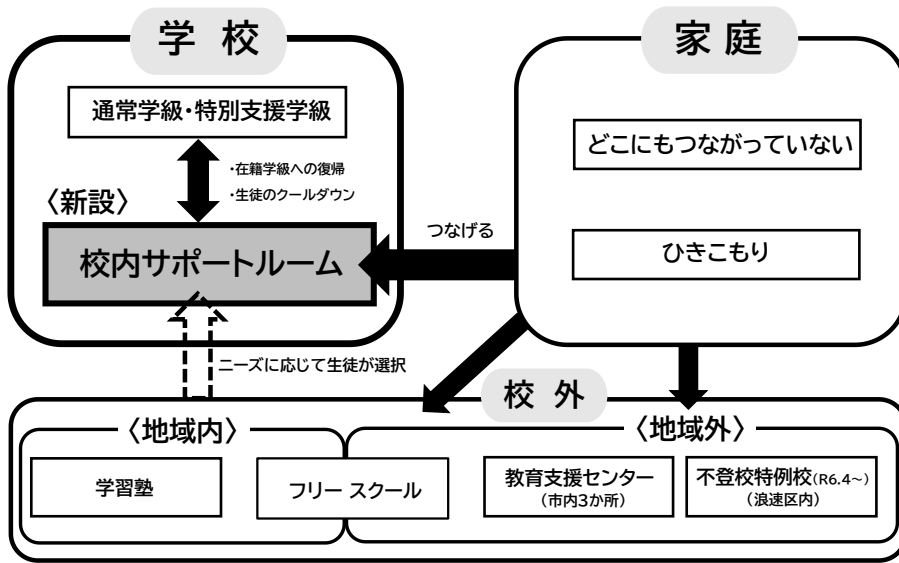 学 校
家 庭
通常学級・特別支援学級
・在籍学級への復帰
・生徒のクールダウン
〈新設〉
校内サポートルーム
つなげる
どこにもつながっていない
ひきこもり
ニーズに応じて生徒が選択
校 外
〈地域内〉
〈地域外〉
学習塾
フリー スクール
教育支援センター
(市内3か所)
不登校特例校(R6.4~)
(浪速区内)